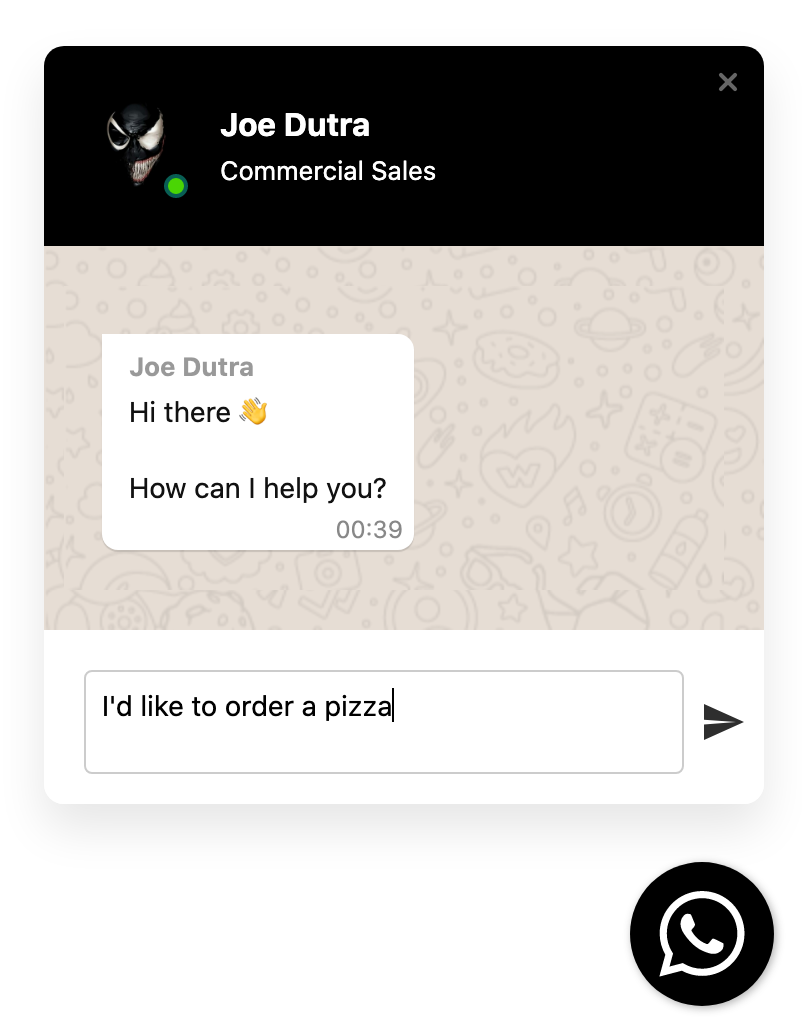 Joe Dutra
Commercial Sales
Joe Dutra
Hi there 👋
How can I help you?
00:39
I'd like to order a pizza